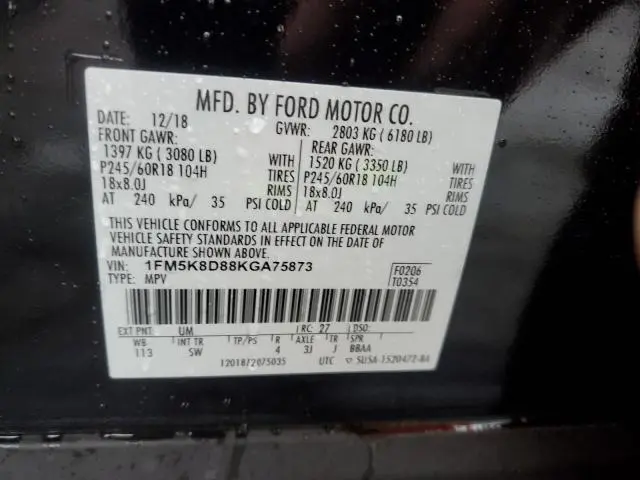 MFD. BY FORD MOTOR CO.
DATE: 12/18 GVWR: 2803 KG ( 6180 LB)
FRONT GAWR: REAR GAWR:
1397 KG ( 3080 LB) WITH 1520 KG ( 3350 LB) WITH
P245/60R18 104H TIRES P245/60R18 104H TIRES
18x8.0J RIMS 18x8.0J RIMS
AT 240 kPa/ 35 PSI COLD AT 240 kPa/ 35 PSI COLD
THIS VEHICLE CONFORMS TO ALL APPLICABLE FEDERAL MOTOR
VEHICLE SAFETY STANDARDS IN EFFECT ON THE DATE OF
MANUFACTURE SHOWN ABOVE.
VIN: 1FM5K8D88KGA75873 F0206
TYPE: MPV T0354
EXT PNT: UM RC: 27 DSO:
WB INT TR TP/PS R AXLE TR SPR
113 SW 4 3J J BBAA
UTC